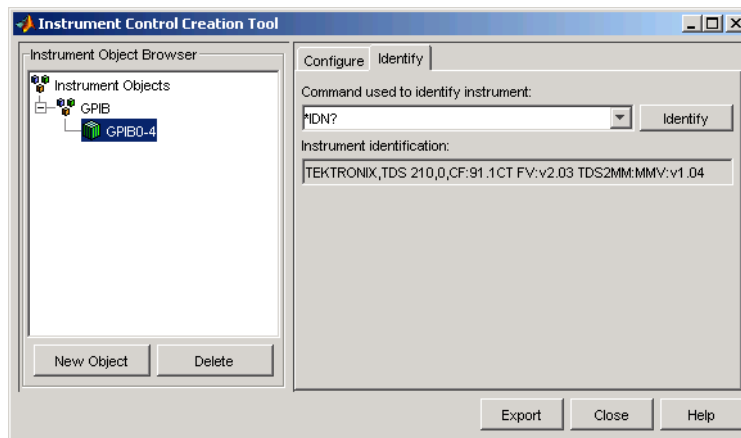 Instrument Control Creation Tool
Instrument Object Browser
Instrument Objects
GPIB
GPIB0-4
New Object
Delete
Configure
Identify
Command used to identify instrument:
*IDN?
Identify
Instrument identification:
TEKTRONIX,TDS 210,0,CF:91.1CT FV:v2.03 TDS2MM:MMV:v1.04
Export
Close
Help